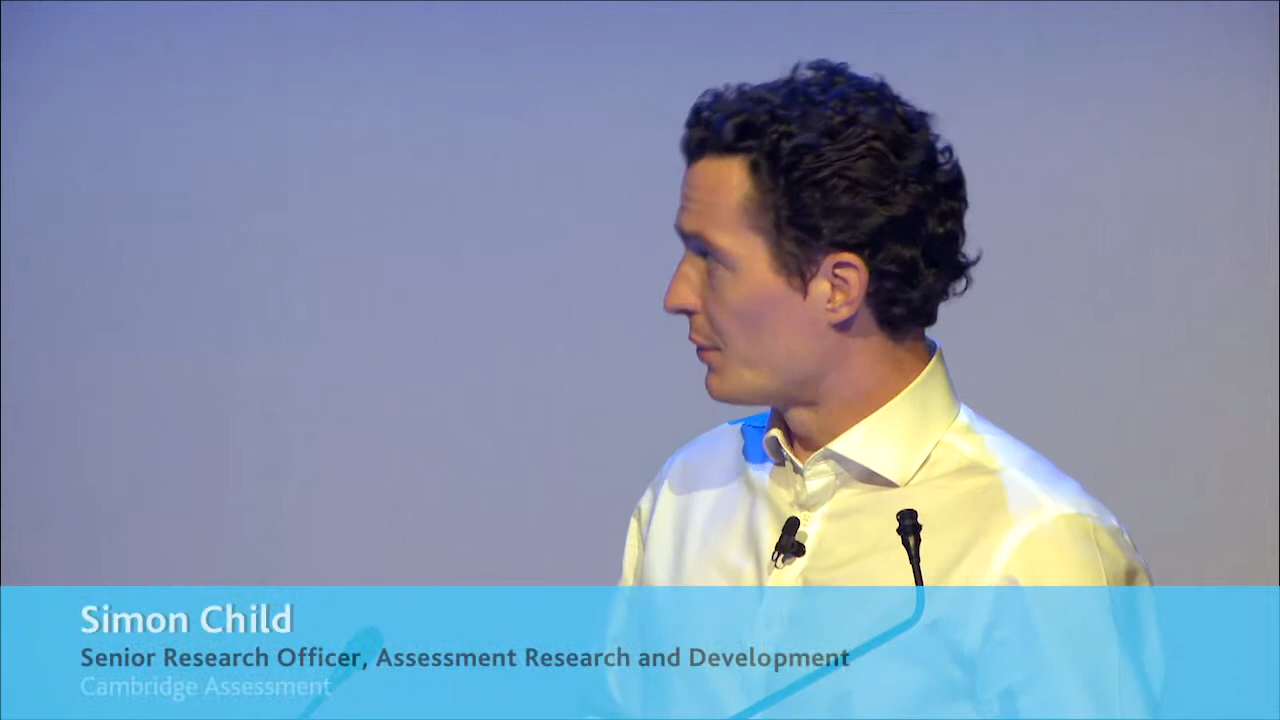 Simon Child
Senior Research Officer, Assessment Research and Development
Cambridge Assessment